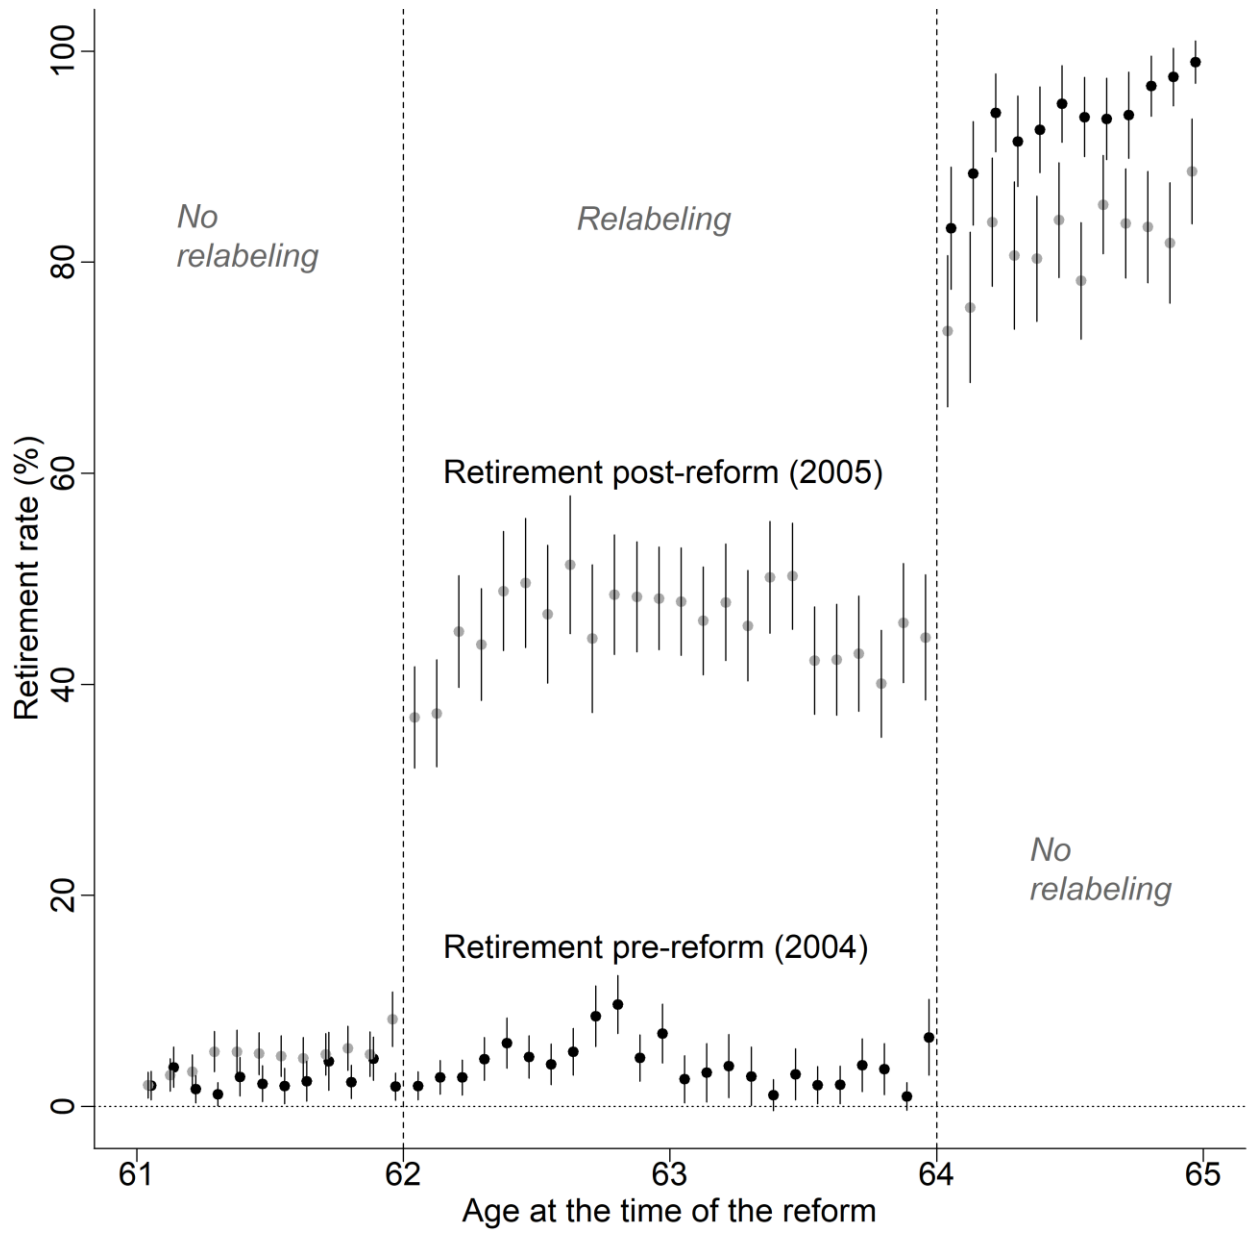 100
80
60
40
20
0
Retirement rate (%)
No
relabeling
Relabeling
Retirement post-reform (2005)
No
relabeling
Retirement pre-reform (2004)
61 62 63 64 65
Age at the time of the reform